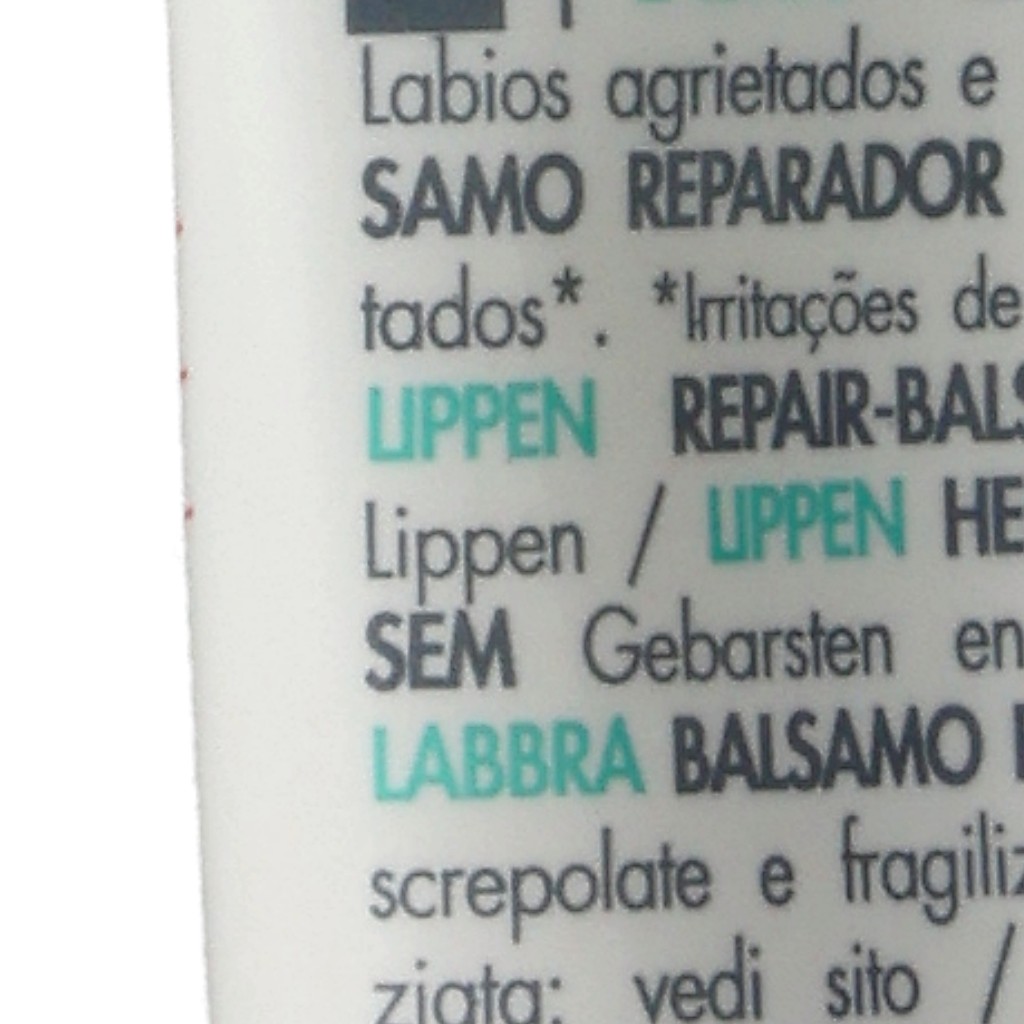 Labios agrietados e
SAMO REPARADOR
tados*. *Irritações de
LIPPEN REPAIR-BALS
Lippen / LIPPEN HE
SEM Gebarsten en
LABBRA BALSAMO
screpolate e fragiliz
ziata: vedi sito /